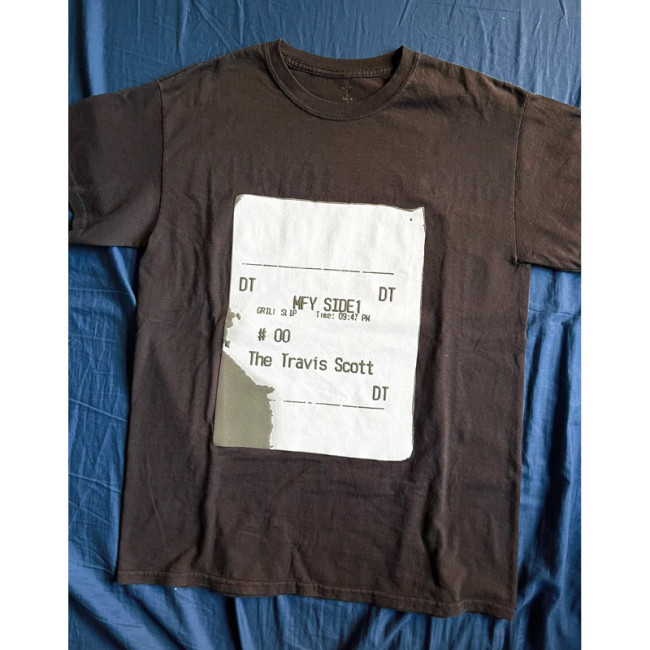 DT
DT
MFY SIDE1
GRILL SLIP Time: 09:47 PM
# 00
The Travis Scott
DT